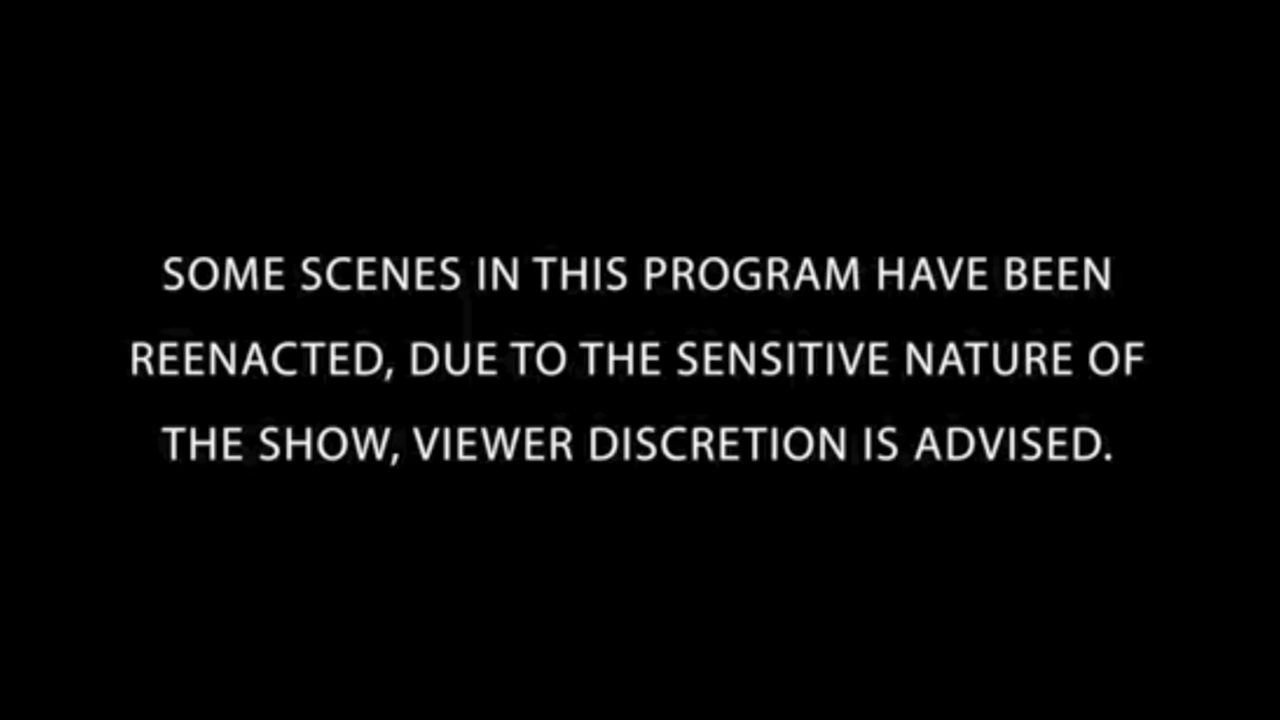 SOME SCENES IN THIS PROGRAM HAVE BEEN
REENACTED, DUE TO THE SENSITIVE NATURE OF
THE SHOW, VIEWER DISCRETION IS ADVISED.